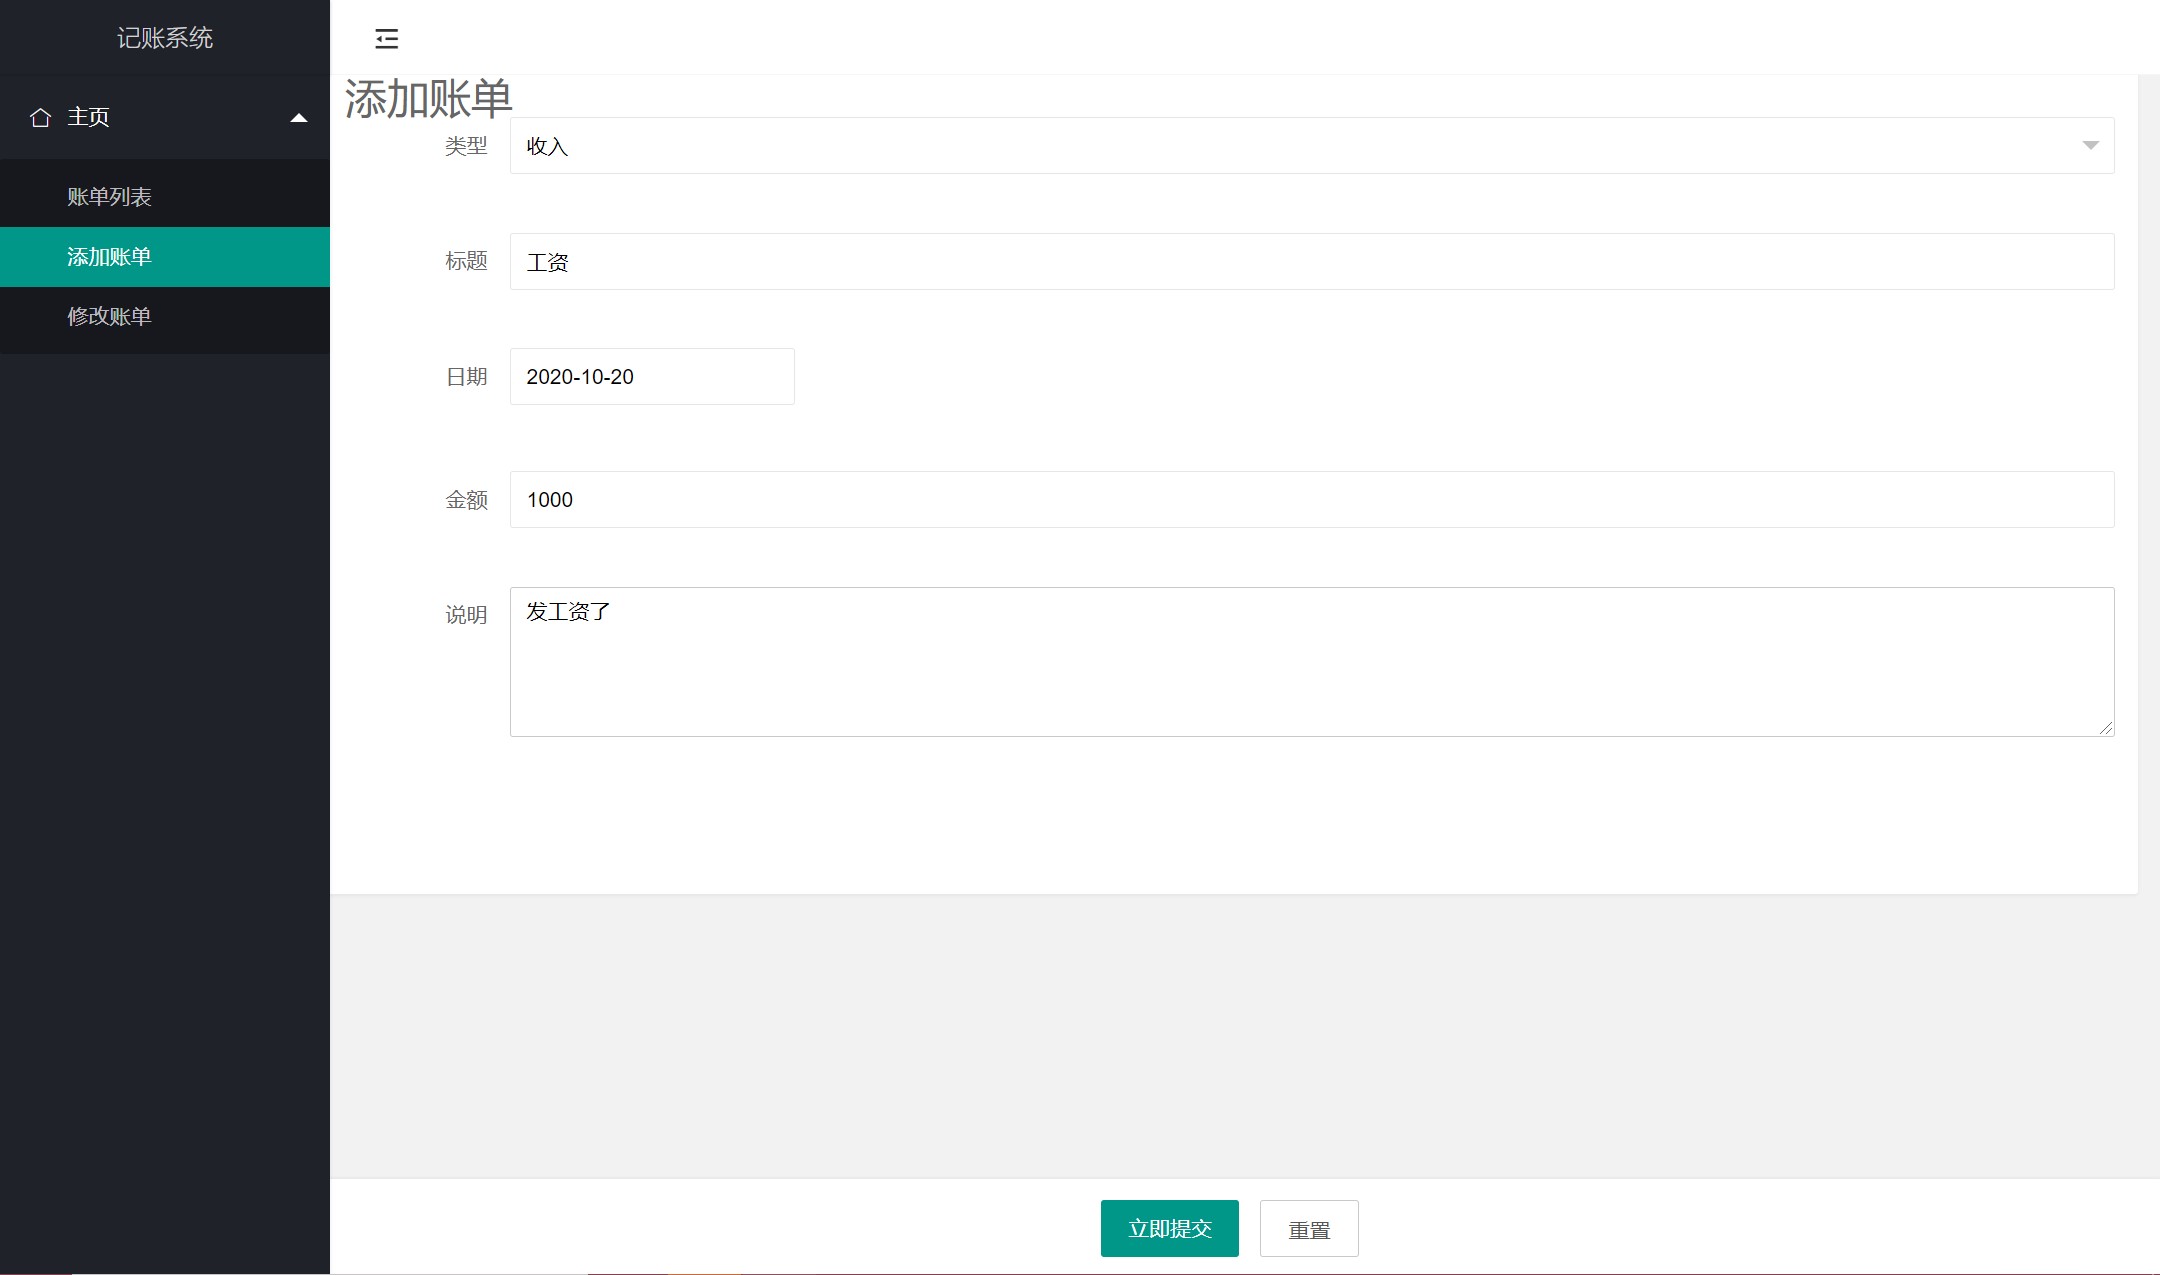 记账系统
主页
账单列表
添加账单
修改账单
添加账单
类型 收入
标题 工资
日期 2020-10-20
金额 1000
说明 发工资了
立即提交 重置